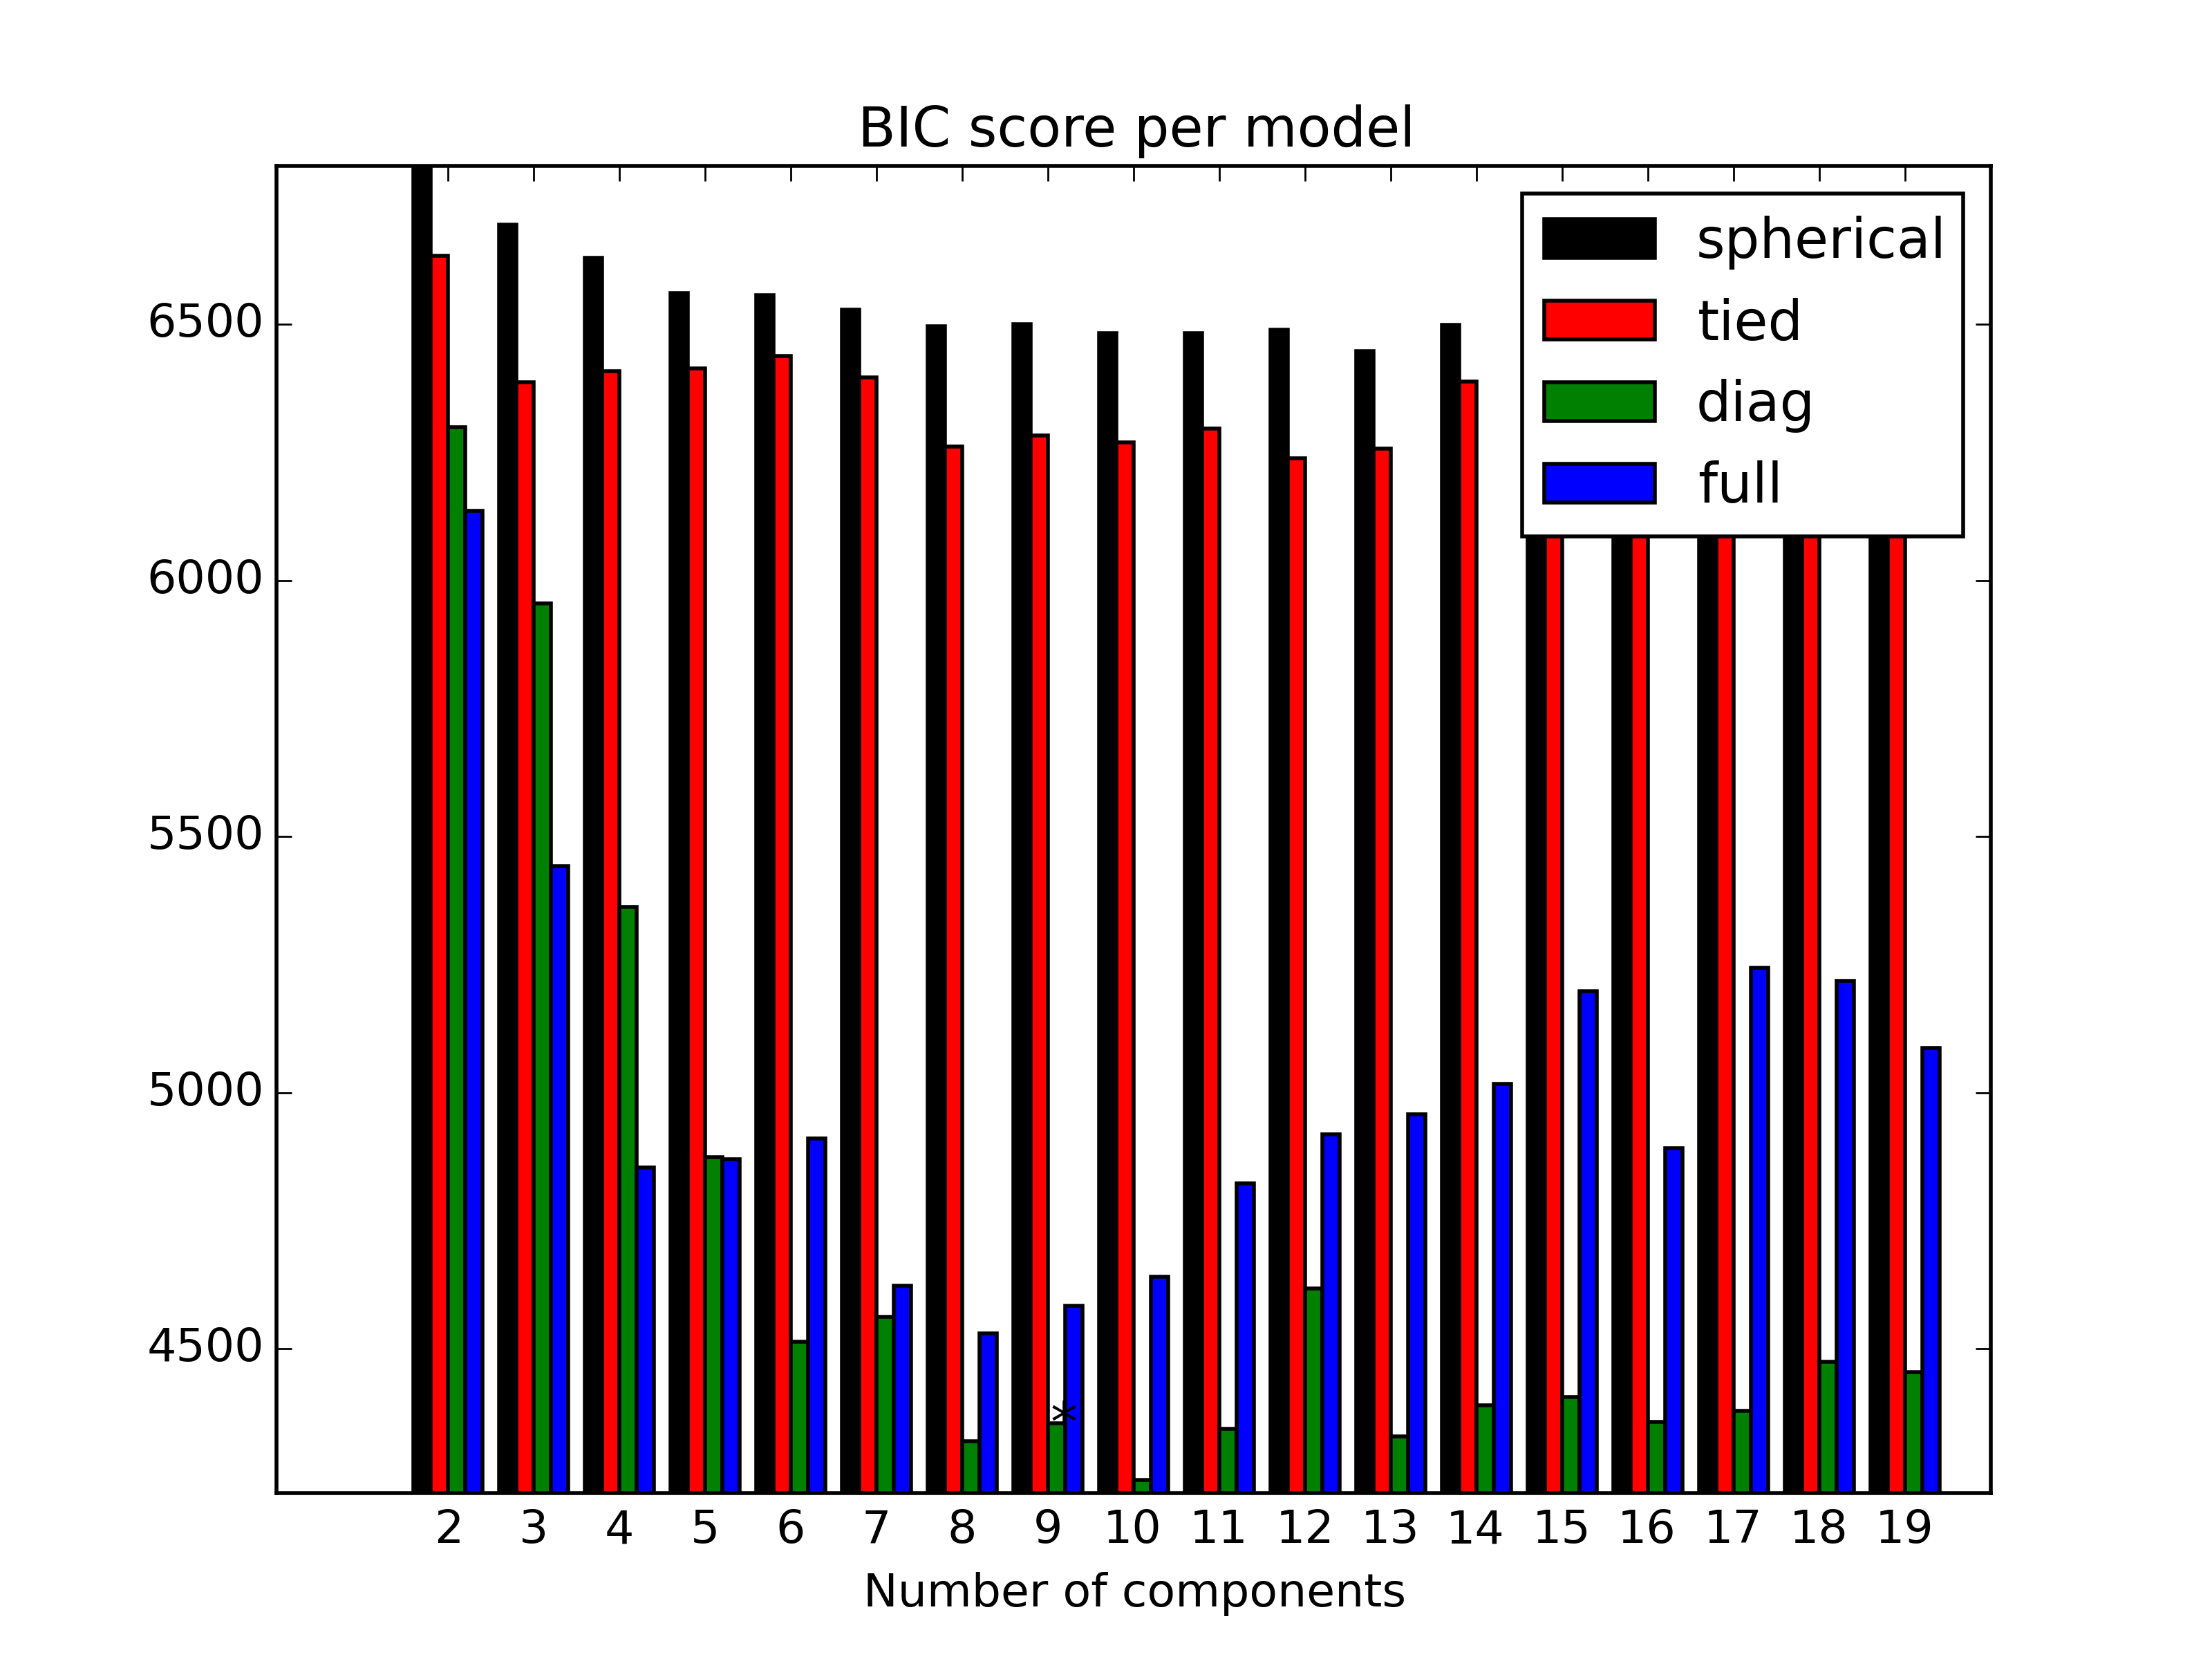 BIC score per model
spherical
tied
diag
full
6500
6000
5500
5000
4500
*
2 3 4 5 6 7 8 9 10 11 12 13 14 15 16 17 18 19
Number of components